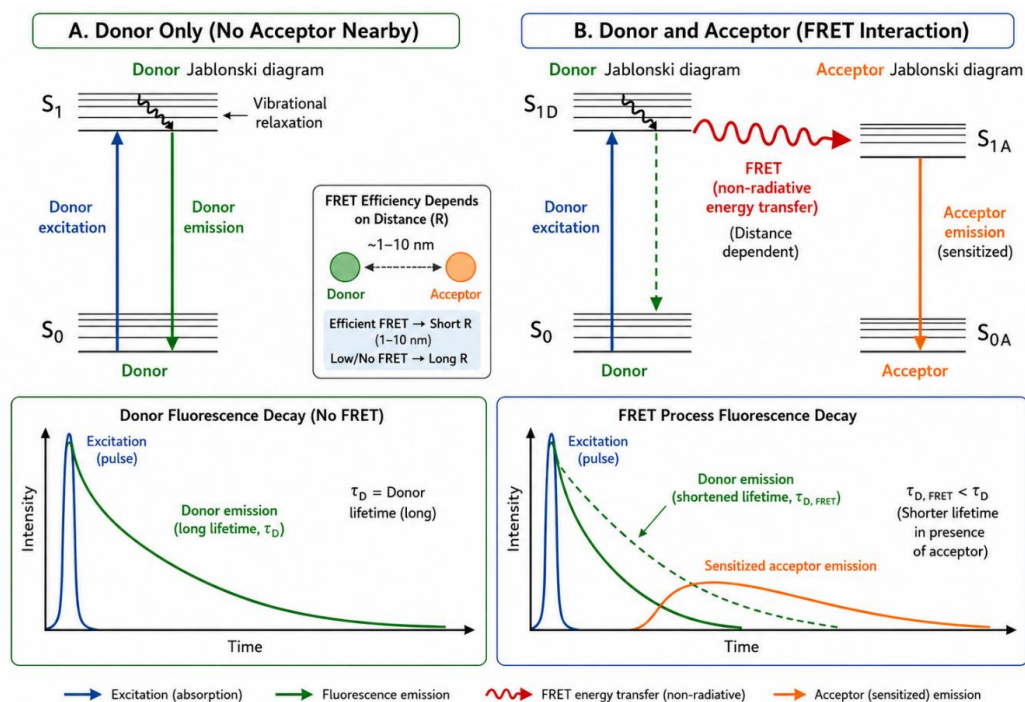 A. Donor Only (No Acceptor Nearby)
Donor Jablonski diagram
S₁
Vibrational
relaxation
Donor
excitation
Donor
emission
S₀
Donor
FRET Efficiency Depends
on Distance (R)
~1–10 nm
Donor
Acceptor
Efficient FRET → Short R
(1–10 nm)
Low/No FRET → Long R
B. Donor and Acceptor (FRET Interaction)
Donor Jablonski diagram
Acceptor Jablonski diagram
S₁D
S₁A
FRET
(non-radiative
energy transfer)
(Distance
dependent)
Donor
excitation
Acceptor
emission
(sensitized)
S₀
S₀A
Donor
Acceptor
Donor Fluorescence Decay (No FRET)
Excitation
(pulse)
Donor emission
(long lifetime, τD)
τD = Donor
lifetime (long)
Intensity
Time
FRET Process Fluorescence Decay
Excitation
(pulse)
Donor emission
(shortened lifetime, τD, FRET)
τD, FRET < τD
(Shorter lifetime
in presence
of acceptor)
Sensitized acceptor emission
Intensity
Time
Excitation (absorption)
Fluorescence emission
FRET energy transfer (non-radiative)
Acceptor (sensitized) emission